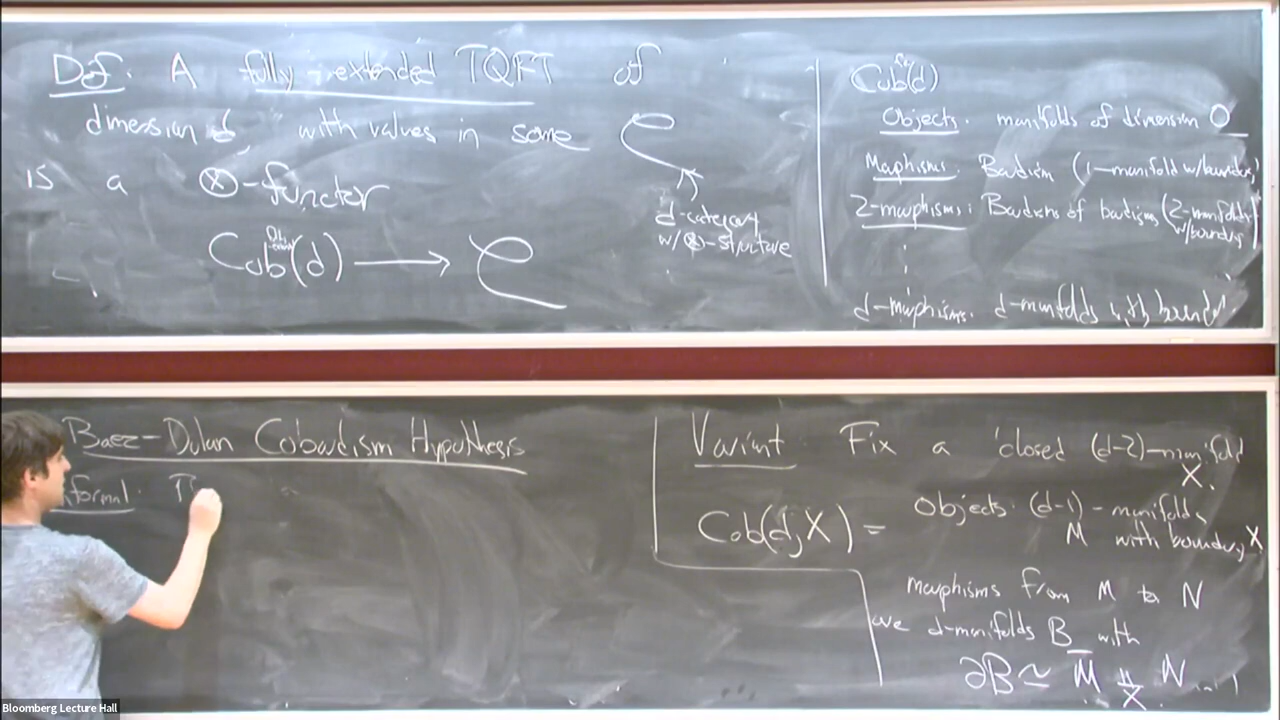 Def. A fully-extended TQFT of
dimension d, with values in some C
is a ⊗-functor
d-category
w/ ⊗-structure
Cob(d) → C
Cob(d)
Objects. manifolds of dimension 0
Morphisms. Bordism (1-manifold w/boundary)
2-morphisms: Bordisms of bordisms (2-manifolds
w/boundary
d-morphisms. d-manifolds with bound
Baez-Dolan Cobordism Hypothesis
informal.
Variant. Fix a closed (d-2)-manifold
X.
Cob(d, X) = Objects. (d-1)-manifolds
M with boundary X
morphisms from M to N
are d-manifolds B with
∂B ≃ M ⨿ N
X
Bloomberg Lecture Hall